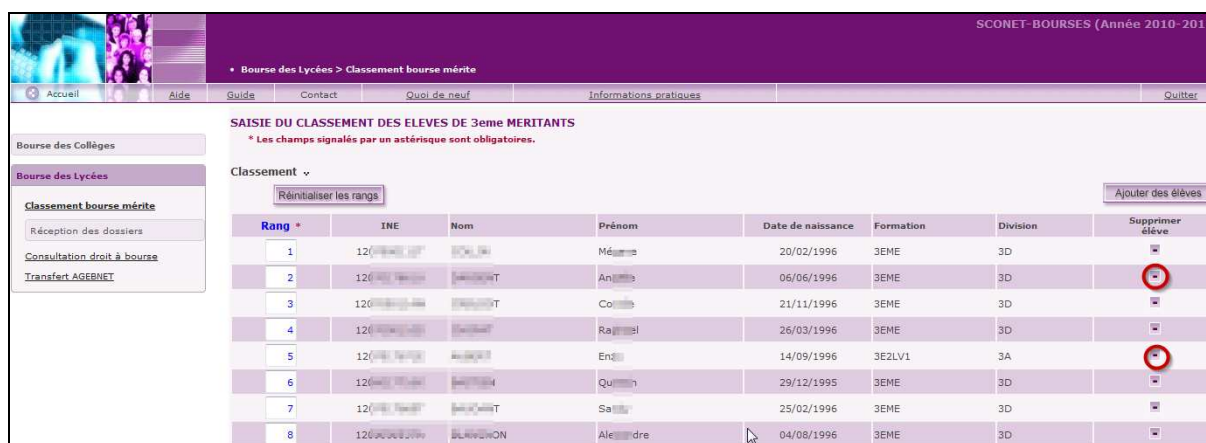 SCONET-BOURSES (Année 2010-201
• Bourse des Lycées > Classement bourse mérite
Accueil Aide Guide Contact Quoi de neuf Informations pratiques Quitter
SAISIE DU CLASSEMENT DES ELEVES DE 3eme MERITANTS
* Les champs signalés par un astérisque sont obligatoires.
Bourse des Collèges
Bourse des Lycées
Classement bourse mérite
Réception des dossiers
Consultation droit à bourse
Transfert AGEBNET
Classement
Réinitialiser les rangs
Ajouter des élèves
Rang * INE Nom Prénom Date de naissance Formation Division Supprimer élève
1 20/02/1996 3EME 3D
2 06/06/1996 3EME 3D
3 21/11/1996 3EME 3D
4 26/03/1996 3EME 3D
5 14/09/1996 3E2LV1 3A
6 29/12/1995 3EME 3D
7 25/02/1996 3EME 3D
8 04/08/1996 3EME 3D